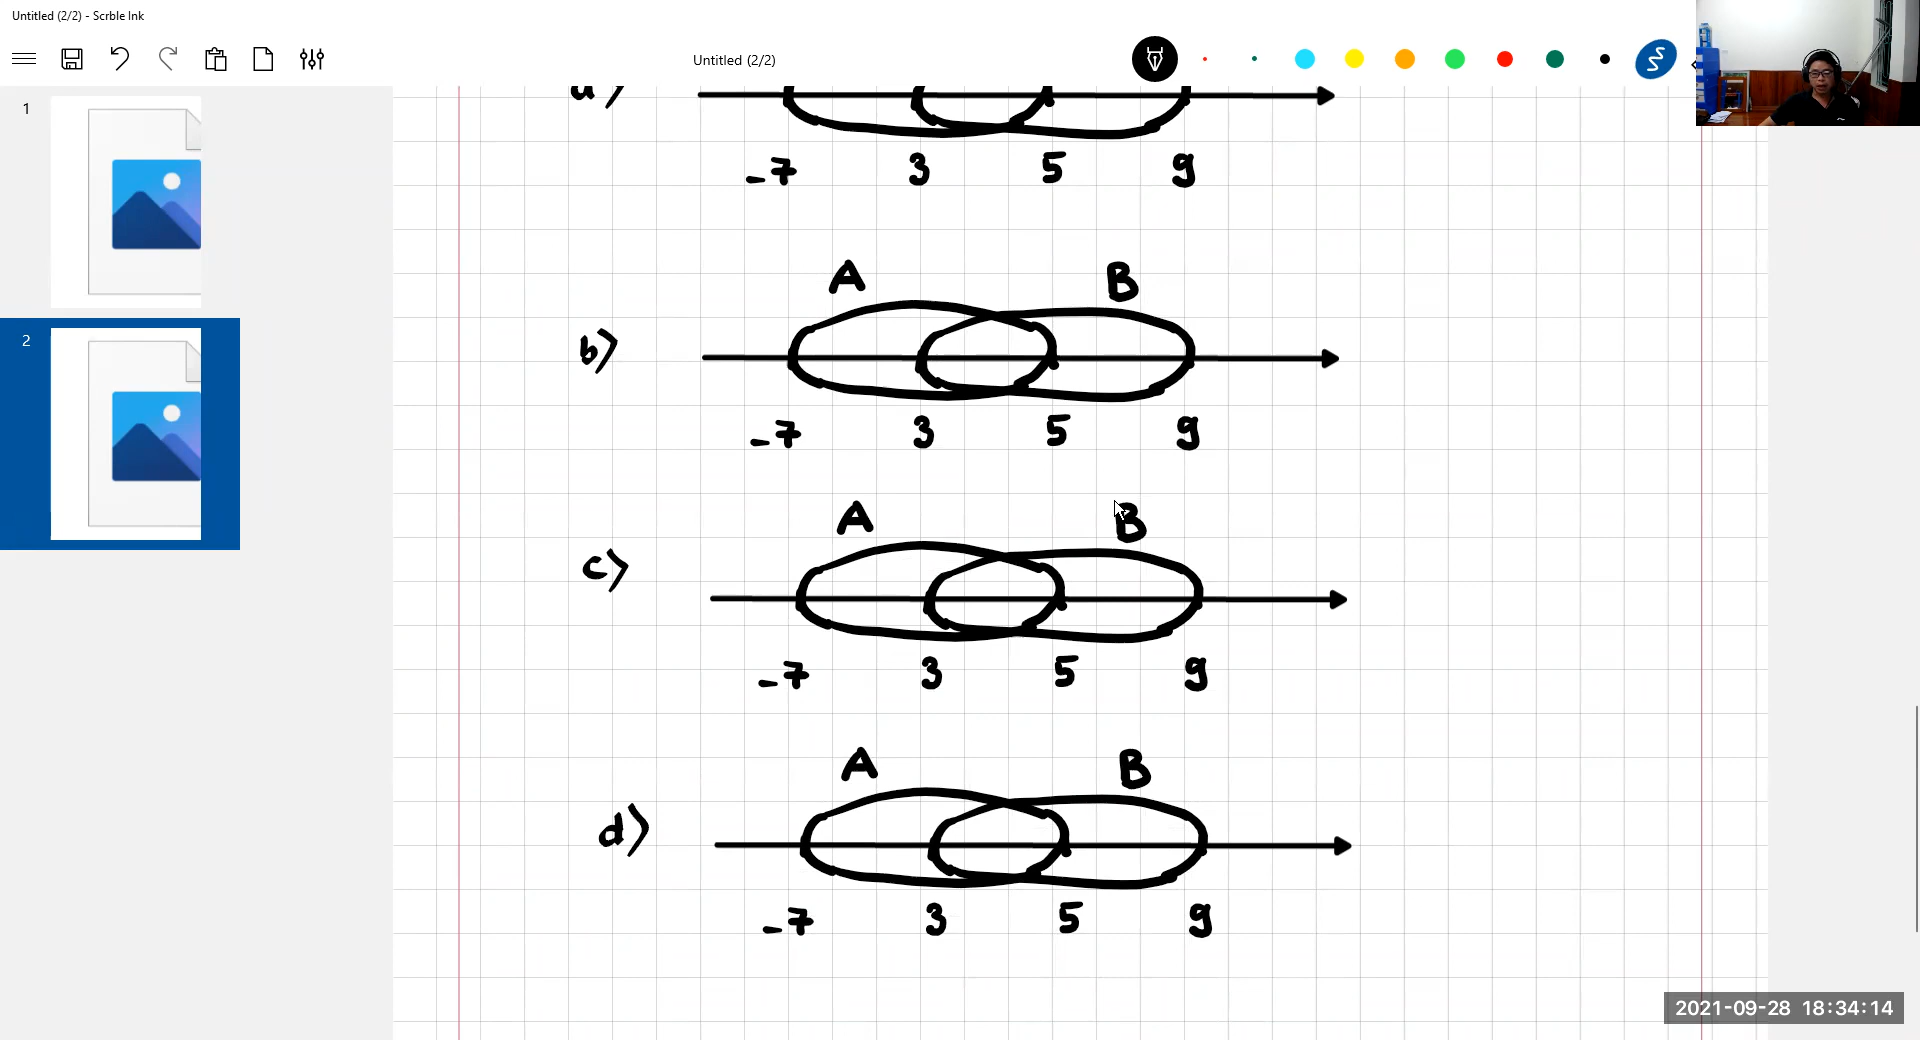 Untitled (2/2) - Scrble Ink
Untitled (2/2)
1
2
a)
-7 3 5 9
A B
b)
-7 3 5 9
A B
c)
-7 3 5 9
A B
d)
-7 3 5 9
2021-09-28 18:34:14